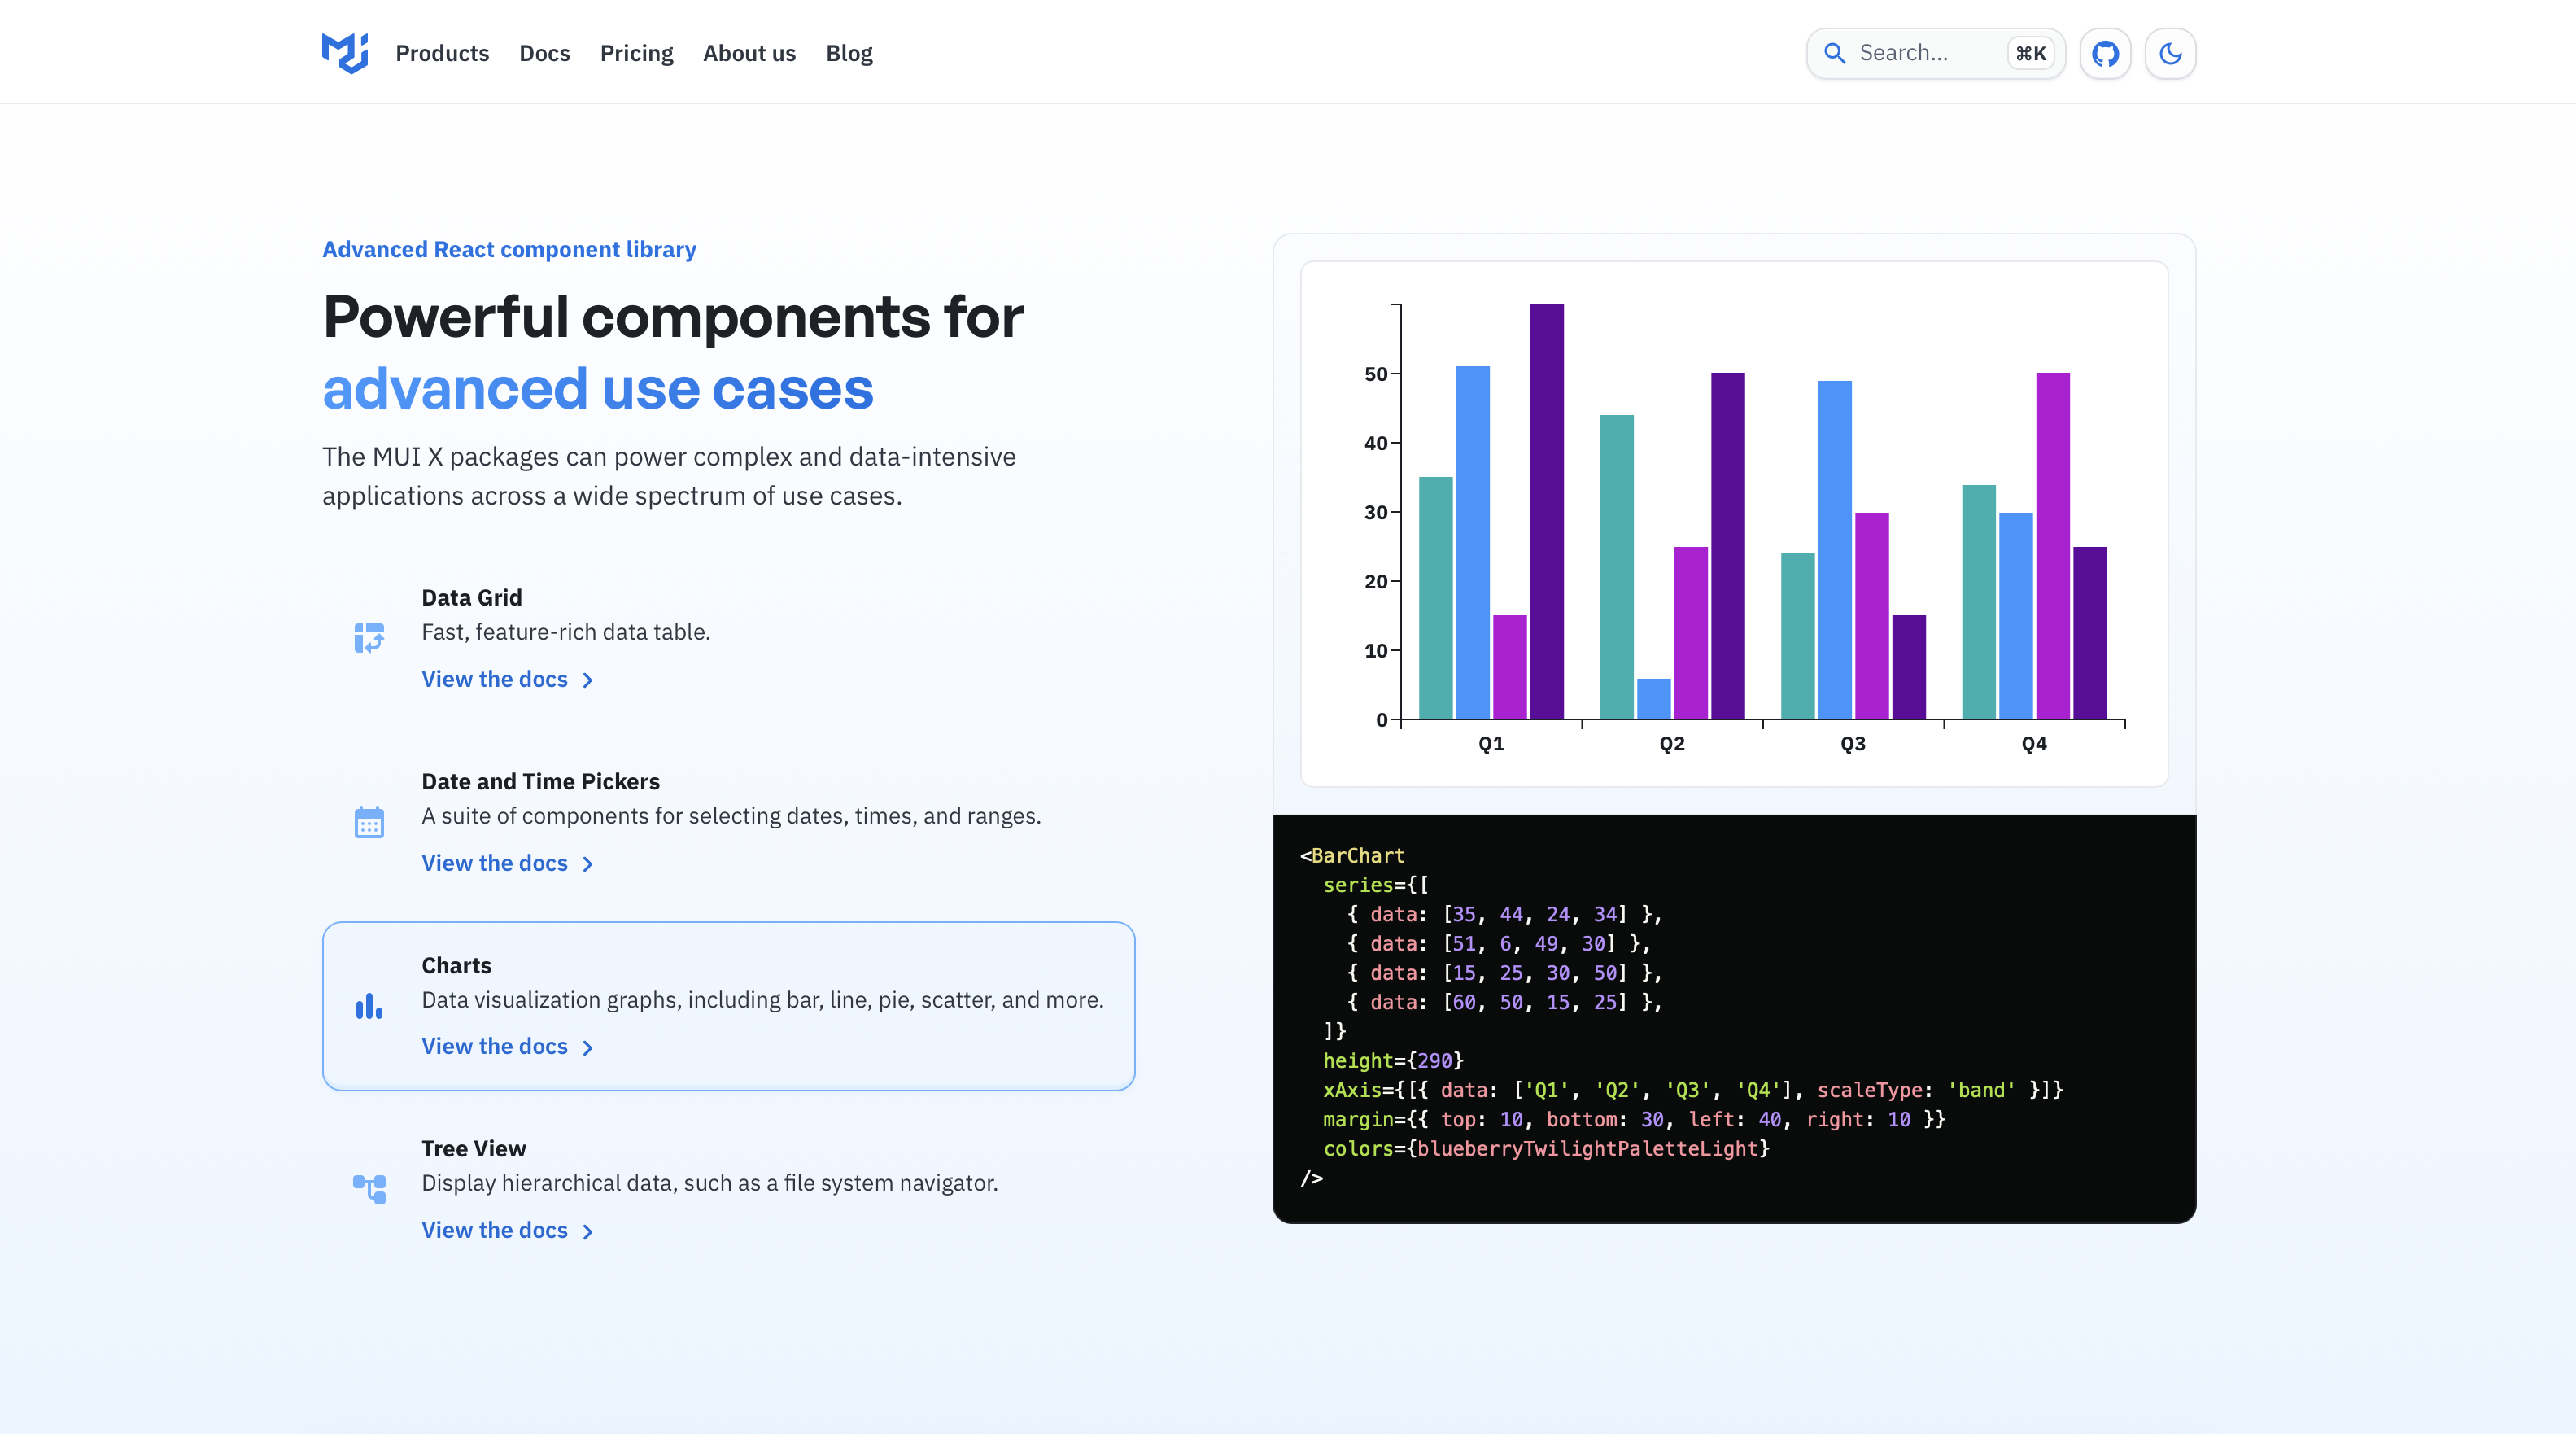 Products Docs Pricing About us Blog
Search... ⌘K
Advanced React component library
Powerful components for
advanced use cases
The MUI X packages can power complex and data-intensive
applications across a wide spectrum of use cases.
Data Grid
Fast, feature-rich data table.
View the docs
Date and Time Pickers
A suite of components for selecting dates, times, and ranges.
View the docs
Charts
Data visualization graphs, including bar, line, pie, scatter, and more.
View the docs
Tree View
Display hierarchical data, such as a file system navigator.
View the docs
50
40
30
20
10
0
Q1 Q2 Q3 Q4
<BarChart
  series={[
    { data: [35, 44, 24, 34] },
    { data: [51, 6, 49, 30] },
    { data: [15, 25, 30, 50] },
    { data: [60, 50, 15, 25] },
  ]}
  height={290}
  xAxis={[{ data: ['Q1', 'Q2', 'Q3', 'Q4'], scaleType: 'band' }]}
  margin={{ top: 10, bottom: 30, left: 40, right: 10 }}
  colors={blueberryTwilightPaletteLight}
/>